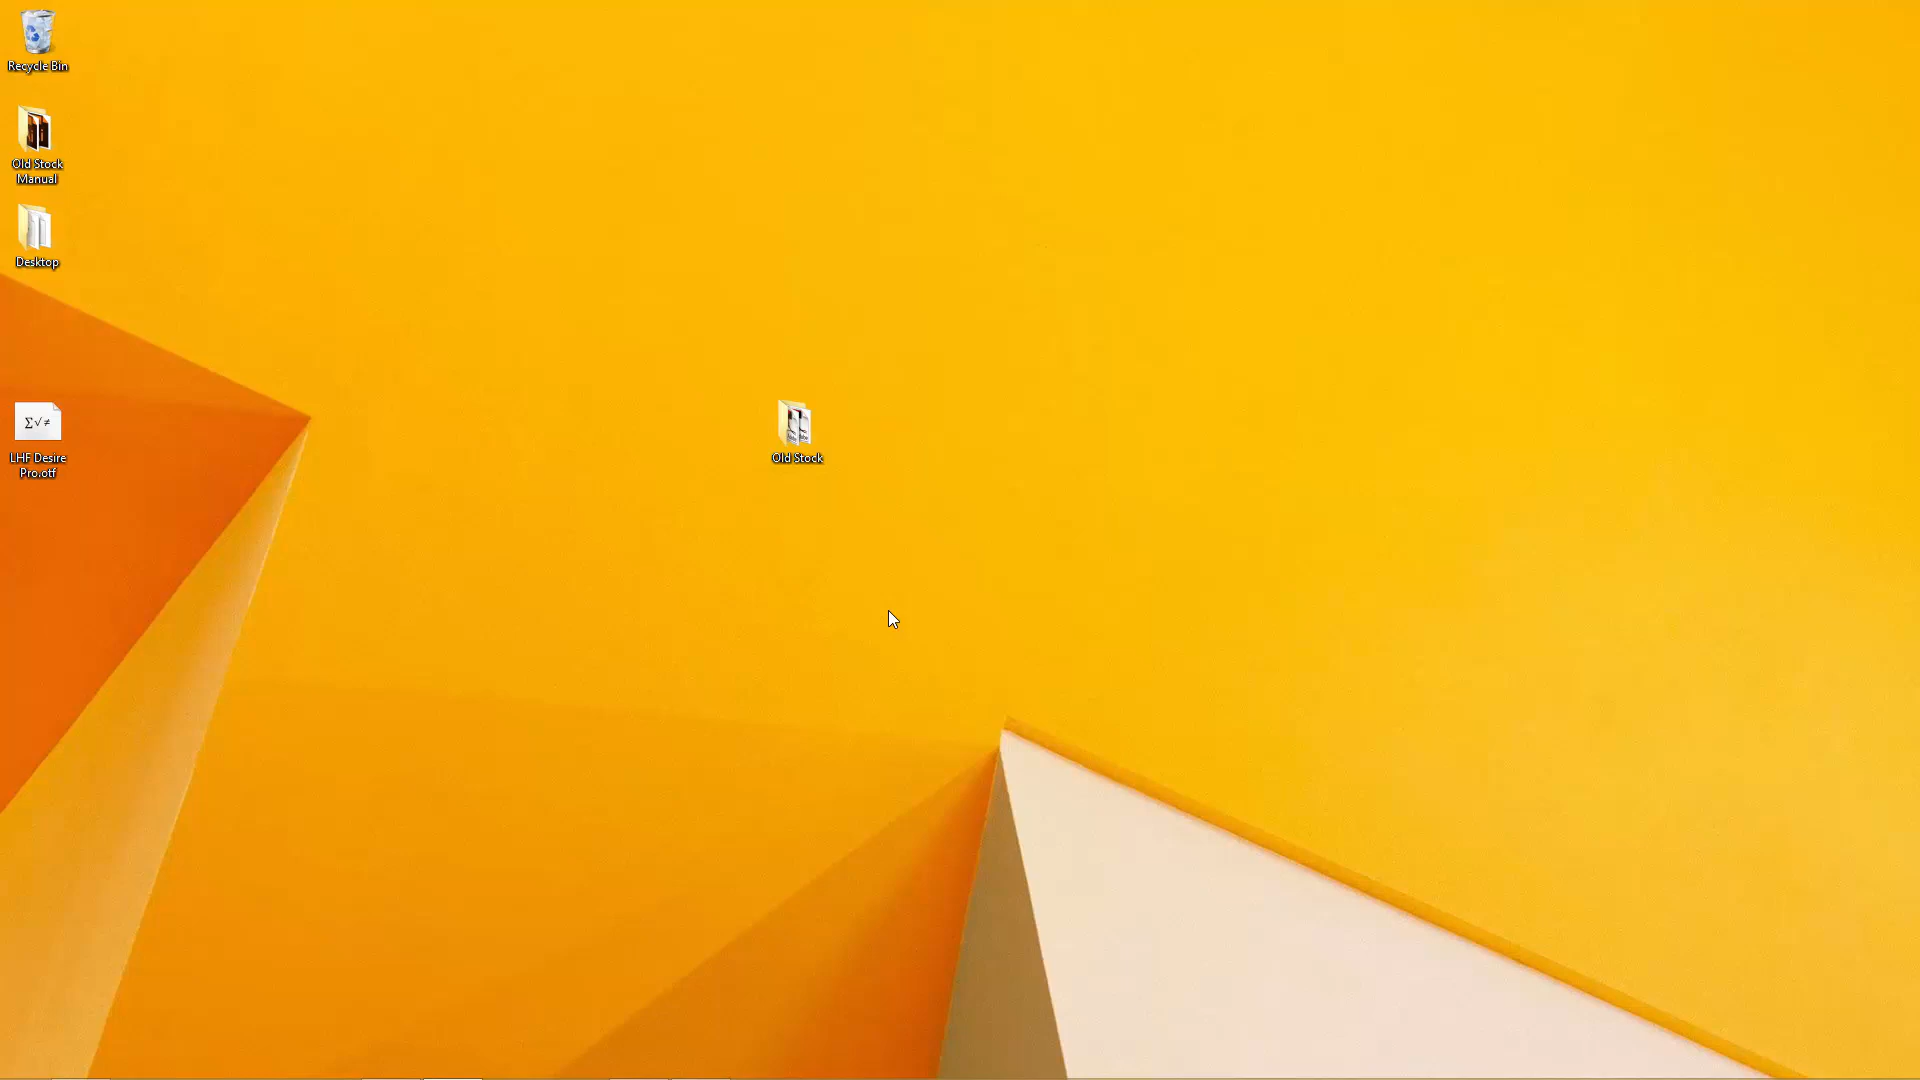 Recycle Bin
Old Stock
Manual
Desktop
Σ√≠
LHF Desire
Pro.otf
Old Stock